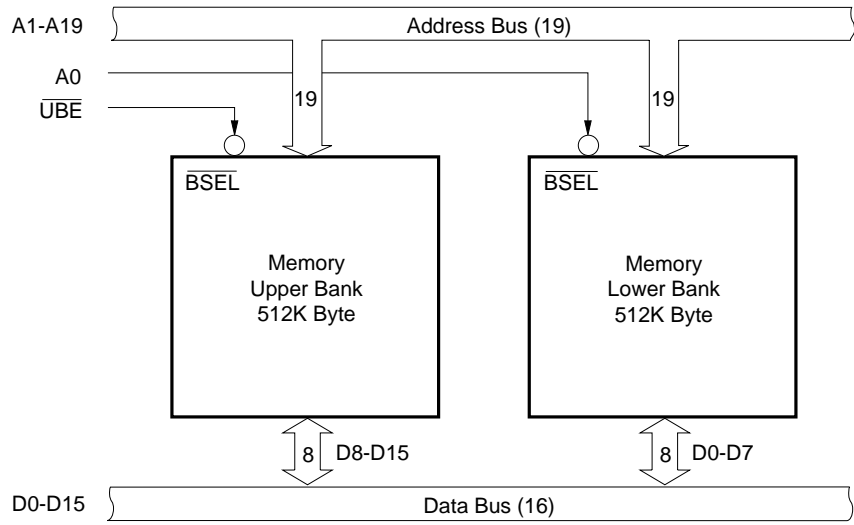 A1-A19
Address Bus (19)
A0
UBE
19
19
BSEL
BSEL
Memory
Upper Bank
512K Byte
Memory
Lower Bank
512K Byte
8
D8-D15
8
D0-D7
D0-D15
Data Bus (16)